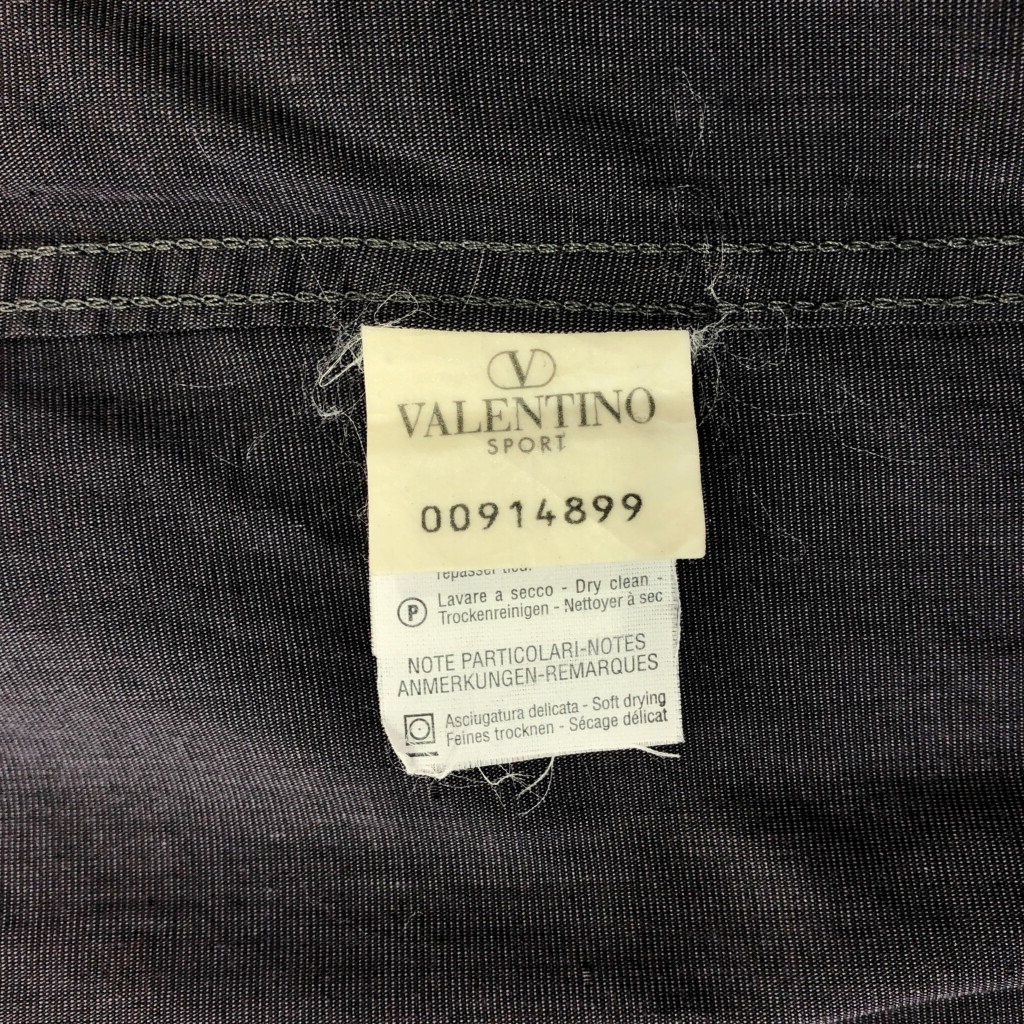 V
VALENTINO
SPORT
00914899
Lavare a secco - Dry clean -
Trockenreinigen - Nettoyer à sec
P
NOTE PARTICOLARI-NOTES
ANMERKUNGEN-REMARQUES
Asciugatura delicata - Soft drying
Feines trocknen - Sécage délicat